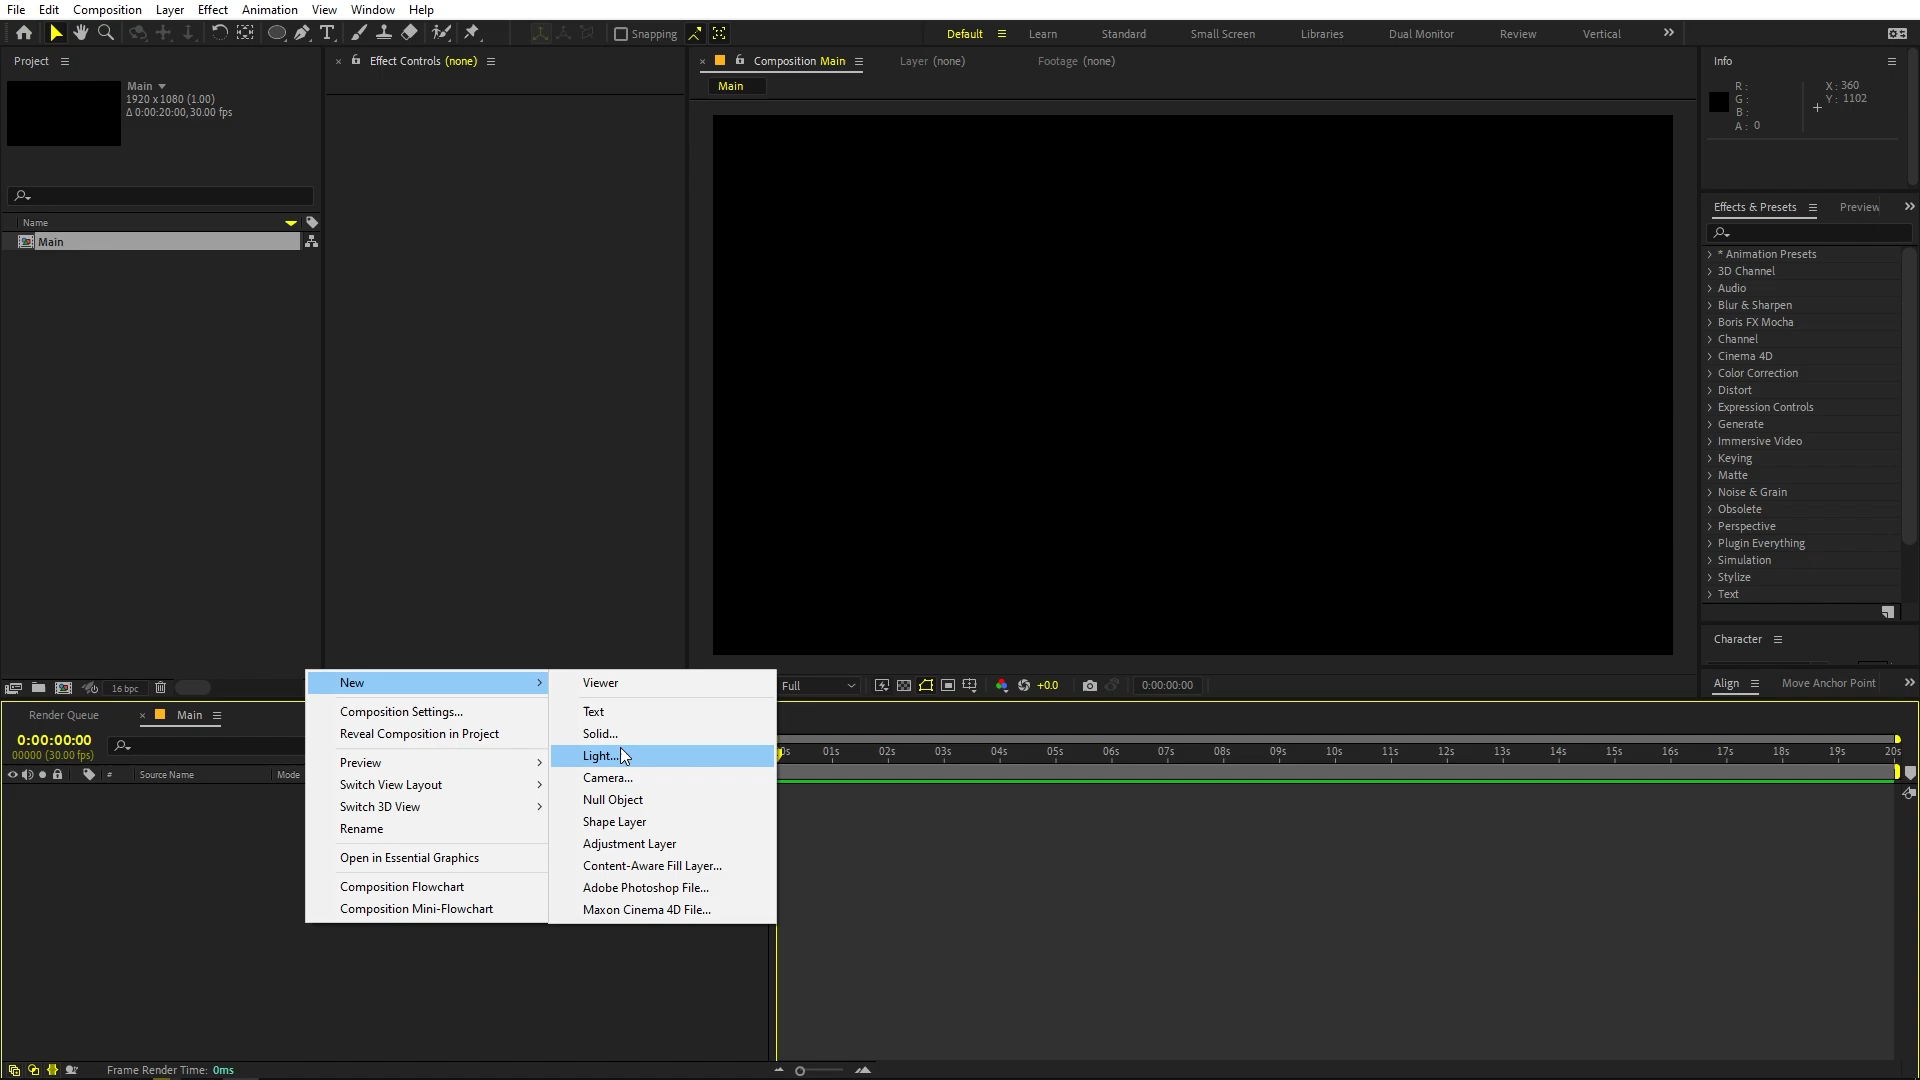 File Edit Composition Layer Effect Animation View Window Help
Snapping Default Learn Standard Small Screen Libraries Dual Monitor Review Vertical
Project
Main
1920 x 1080 (1.00)
Δ 0:00:20:00, 30.00 fps
Name
Main
16 bpc
Effect Controls (none)
Composition Main Layer (none) Footage (none)
Main
Full +0.0 0:00:00:00
Info
R: X: 360
G: Y: 1102
B:
A: 0
Effects & Presets Preview
* Animation Presets
3D Channel
Audio
Blur & Sharpen
Boris FX Mocha
Channel
Cinema 4D
Color Correction
Distort
Expression Controls
Generate
Immersive Video
Keying
Matte
Noise & Grain
Obsolete
Perspective
Plugin Everything
Simulation
Stylize
Text
Character
Align Move Anchor Point
Render Queue Main
0:00:00:00
00000 (30.00 fps)
# Source Name Mode
New
Composition Settings...
Reveal Composition in Project
Preview
Switch View Layout
Switch 3D View
Rename
Open in Essential Graphics
Composition Flowchart
Composition Mini-Flowchart
Viewer
Text
Solid...
Light...
Camera...
Null Object
Shape Layer
Adjustment Layer
Content-Aware Fill Layer...
Adobe Photoshop File...
Maxon Cinema 4D File...
01s 02s 03s 04s 05s 06s 07s 08s 09s 10s 11s 12s 13s 14s 15s 16s 17s 18s 19s 20s
Frame Render Time: 0ms